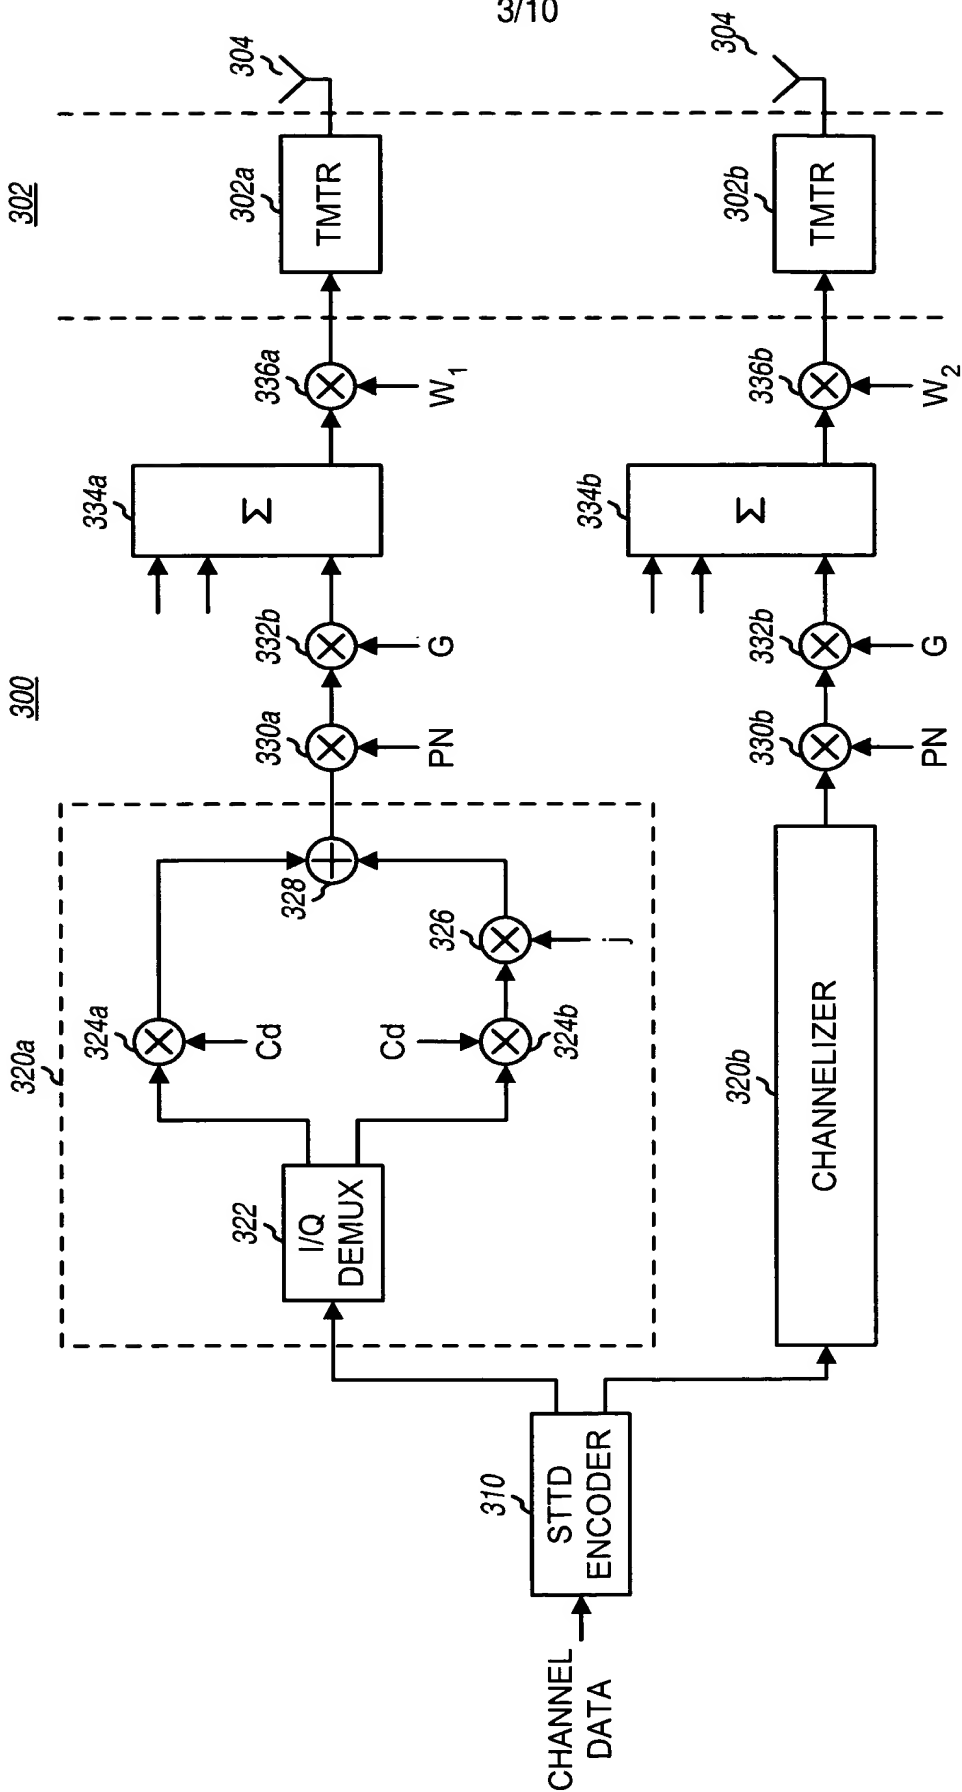 3/10
300
302
CHANNEL
DATA
310
STTD
ENCODER
320a
322
I/Q
DEMUX
324a
Cd
Cd
324b
326
j
328
330a
PN
332b
G
334a
Σ
336a
W1
302a
TMTR
304
320b
CHANNELIZER
330b
PN
332b
G
334b
Σ
336b
W2
302b
TMTR
304